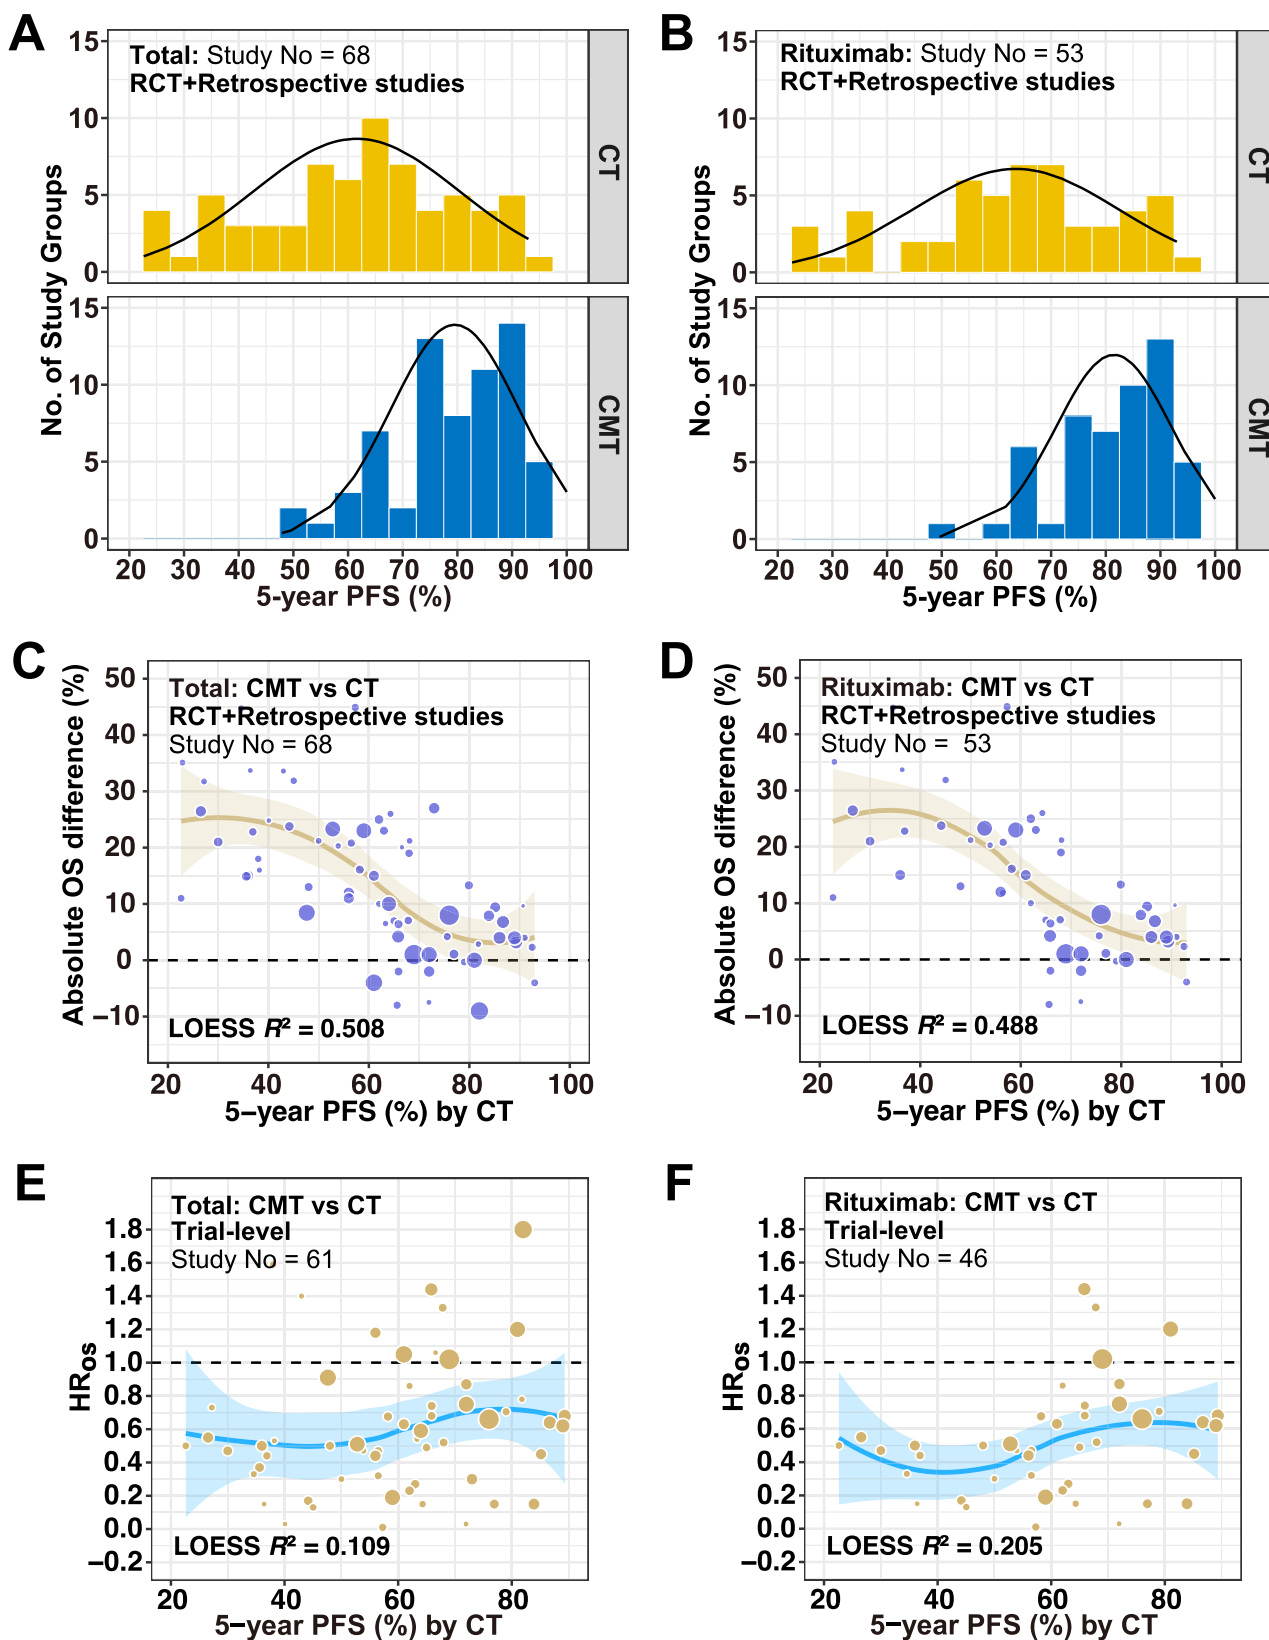 A
Total: Study No = 68
RCT+Retrospective studies
15
10
5
0
CT
15
10
5
0
CMT
No. of Study Groups
20 30 40 50 60 70 80 90 100
5-year PFS (%)
B
Rituximab: Study No = 53
RCT+Retrospective studies
15
10
5
0
CT
15
10
5
0
CMT
No. of Study Groups
20 30 40 50 60 70 80 90 100
5-year PFS (%)
C
Total: CMT vs CT
RCT+Retrospective studies
Study No = 68
50
40
30
20
10
0
−10
Absolute OS difference (%)
LOESS R² = 0.508
20 40 60 80 100
5−year PFS (%) by CT
D
Rituximab: CMT vs CT
RCT+Retrospective studies
Study No = 53
50
40
30
20
10
0
−10
Absolute OS difference (%)
LOESS R² = 0.488
20 40 60 80 100
5−year PFS (%) by CT
E
Total: CMT vs CT
Trial-level
Study No = 61
1.8
1.6
1.4
1.2
1.0
0.8
0.6
0.4
0.2
0.0
−0.2
HROS
LOESS R² = 0.109
20 40 60 80
5−year PFS (%) by CT
F
Rituximab: CMT vs CT
Trial-level
Study No = 46
1.8
1.6
1.4
1.2
1.0
0.8
0.6
0.4
0.2
0.0
−0.2
HROS
LOESS R² = 0.205
20 40 60 80
5−year PFS (%) by CT